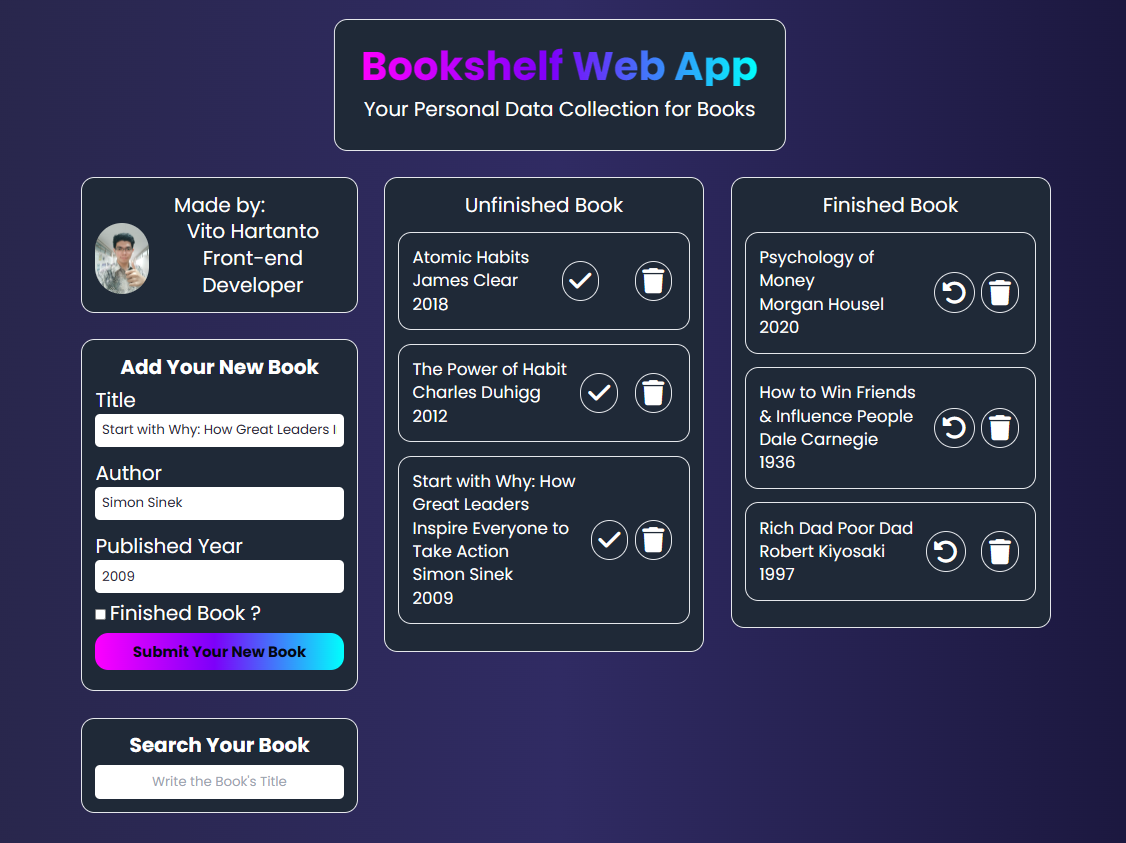 Bookshelf Web App
Your Personal Data Collection for Books
Made by:
Vito Hartanto
Front-end
Developer
Add Your New Book
Title
Start with Why: How Great Leaders I
Author
Simon Sinek
Published Year
2009
Finished Book ?
Submit Your New Book
Search Your Book
Write the Book's Title
Unfinished Book
Atomic Habits
James Clear
2018
The Power of Habit
Charles Duhigg
2012
Start with Why: How
Great Leaders
Inspire Everyone to
Take Action
Simon Sinek
2009
Finished Book
Psychology of
Money
Morgan Housel
2020
How to Win Friends
& Influence People
Dale Carnegie
1936
Rich Dad Poor Dad
Robert Kiyosaki
1997